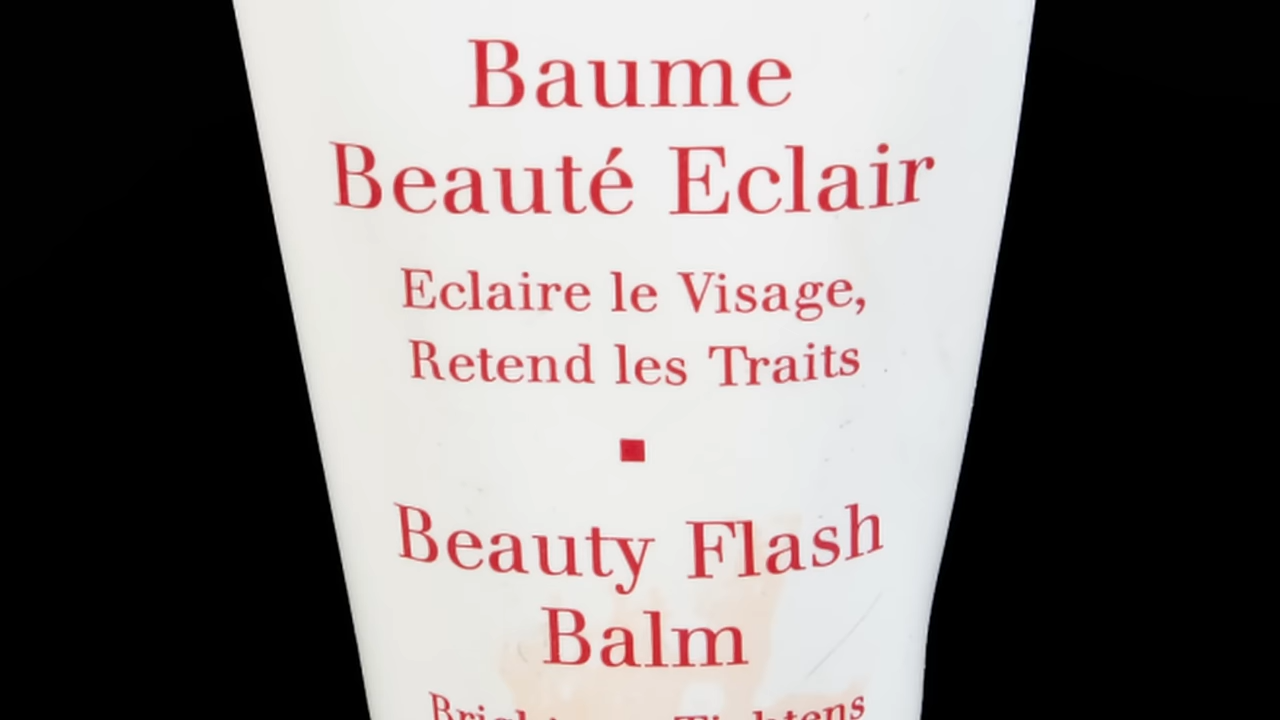 Baume
Beauté Eclair
Eclaire le Visage,
Retend les Traits
Beauty Flash
Balm